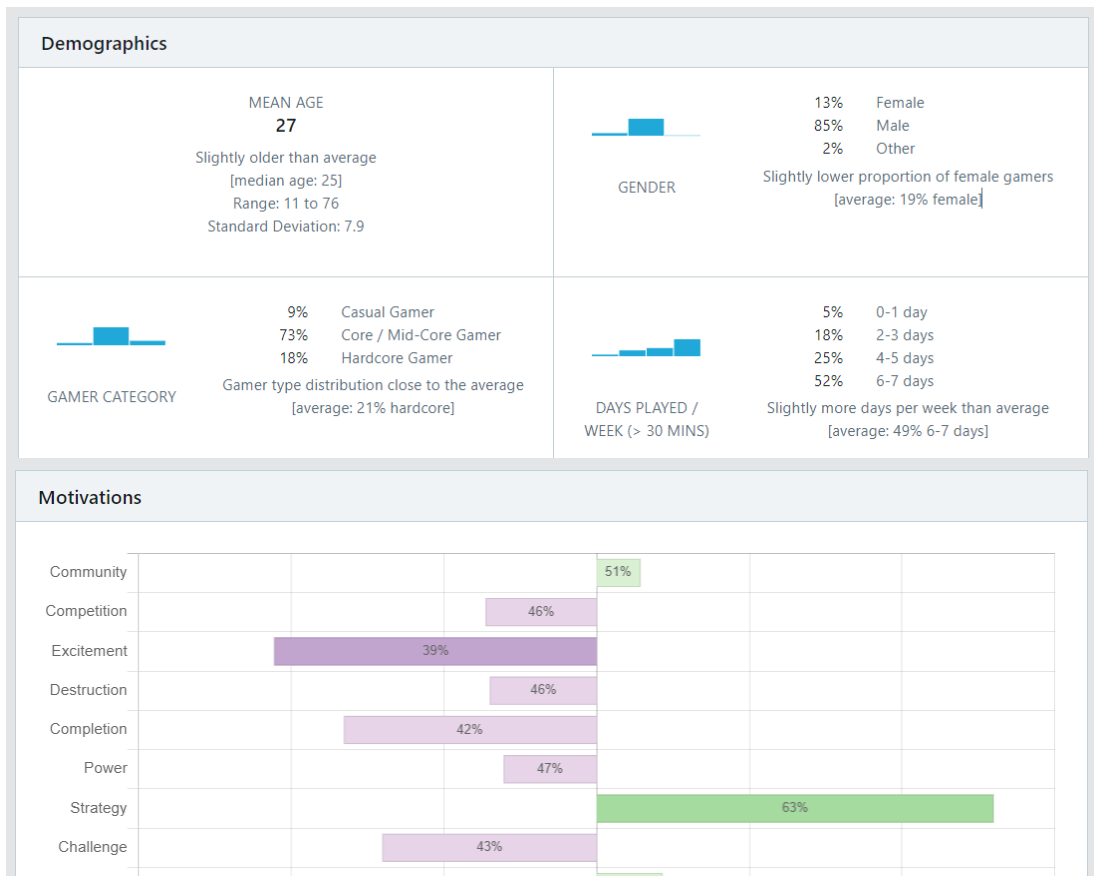 Demographics
MEAN AGE
27
Slightly older than average
[median age: 25]
Range: 11 to 76
Standard Deviation: 7.9
GENDER
13% Female
85% Male
2% Other
Slightly lower proportion of female gamers
[average: 19% female]
GAMER CATEGORY
9% Casual Gamer
73% Core / Mid-Core Gamer
18% Hardcore Gamer
Gamer type distribution close to the average
[average: 21% hardcore]
DAYS PLAYED /
WEEK (> 30 MINS)
5% 0-1 day
18% 2-3 days
25% 4-5 days
52% 6-7 days
Slightly more days per week than average
[average: 49% 6-7 days]
Motivations
Community 51%
Competition 46%
Excitement 39%
Destruction 46%
Completion 42%
Power 47%
Strategy 63%
Challenge 43%